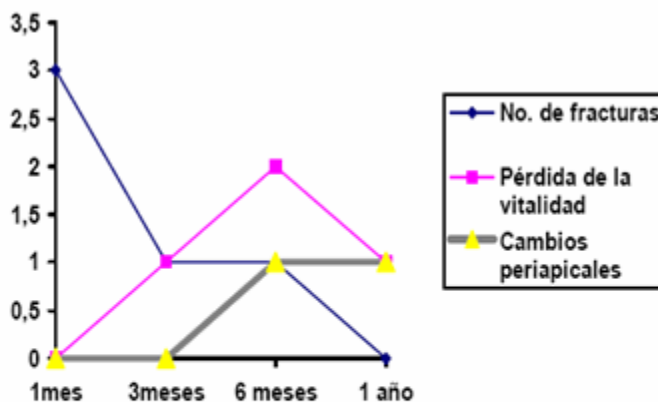 3,5
3
2,5
2
1,5
1
0,5
0
1mes 3meses 6 meses 1 año
No. de fracturas
Pérdida de la
vitalidad
Cambios
periapicales